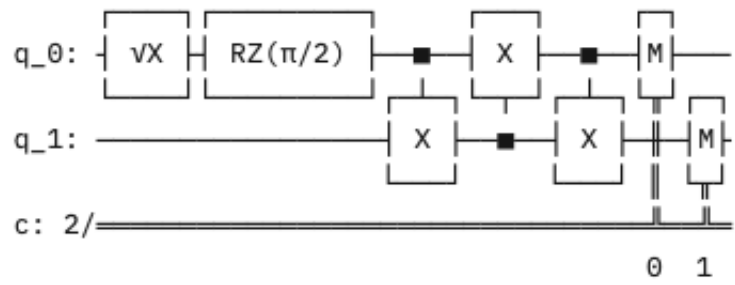 q_0: √X RZ(π/2) X M
q_1: X X M
c: 2/
0 1